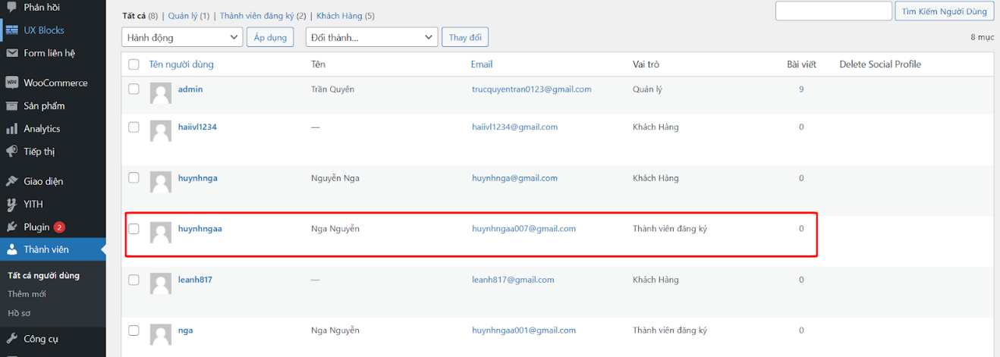 Phản hồi
UX Blocks
Form liên hệ
WooCommerce
Sản phẩm
Analytics
Tiếp thị
Giao diện
YITH
Plugin 2
Thành viên
Tất cả người dùng
Thêm mới
Hồ sơ
Công cụ
Tất cả (8) | Quản lý (1) | Thành viên đăng ký (2) | Khách Hàng (5)
Tìm Kiếm Người Dùng
Hành động Áp dụng Đổi thành... Thay đổi
8 mục
Tên người dùng Tên Email Vai trò Bài viết Delete Social Profile
admin Trần Quyên trucquyentran0123@gmail.com Quản lý 9
haiivl1234 — haiivl1234@gmail.com Khách Hàng 0
huynhnga Nguyễn Nga huynhnga@gmail.com Khách Hàng 0
huynhngaa Nga Nguyễn huynhngaa007@gmail.com Thành viên đăng ký 0
leanh817 — leanh817@gmail.com Khách Hàng 0
nga Nga Nguyễn huynhngaa001@gmail.com Thành viên đăng ký 0